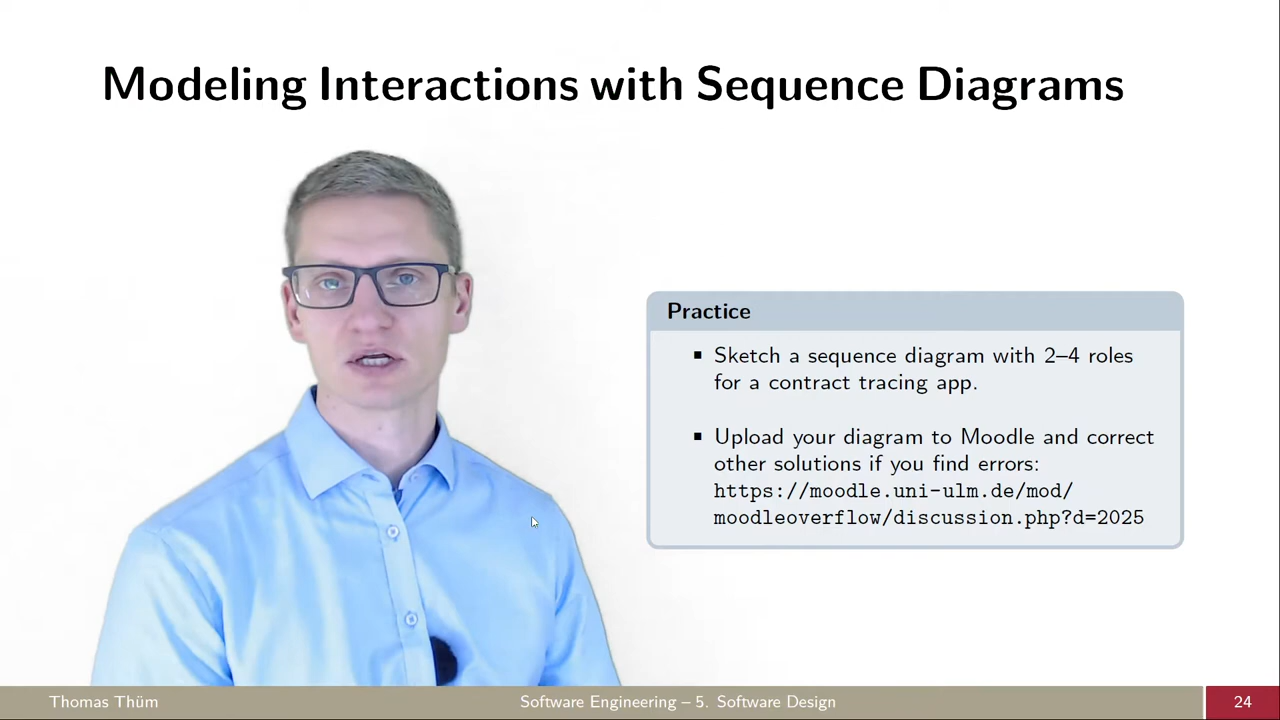 Modeling Interactions with Sequence Diagrams
Practice
▪ Sketch a sequence diagram with 2–4 roles
for a contract tracing app.
▪ Upload your diagram to Moodle and correct
other solutions if you find errors:
https://moodle.uni-ulm.de/mod/
moodleoverflow/discussion.php?d=2025
Thomas Thüm
Software Engineering – 5. Software Design
24